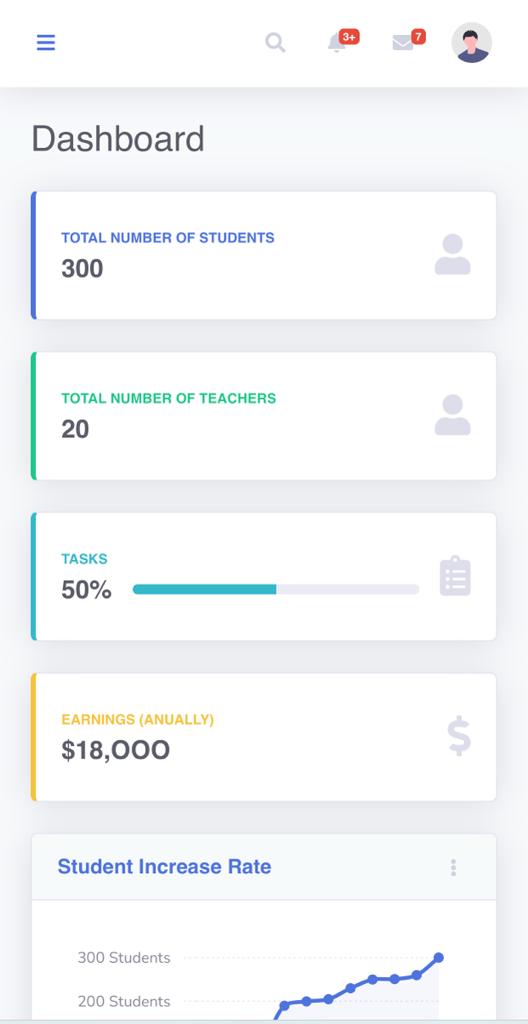 3+
7
Dashboard
TOTAL NUMBER OF STUDENTS
300
TOTAL NUMBER OF TEACHERS
20
TASKS
50%
EARNINGS (ANUALLY)
$18,OOO
Student Increase Rate
300 Students
200 Students